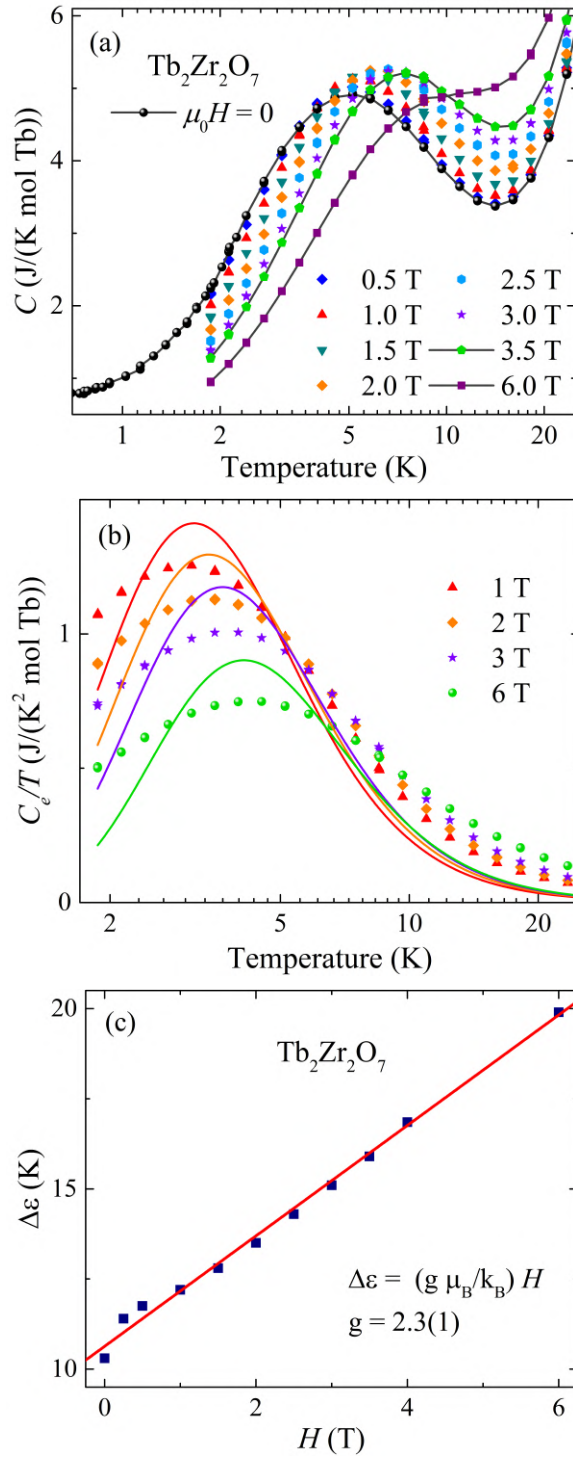 (a)
Tb₂Zr₂O₇
μ₀H = 0
C (J/(K mol Tb))
6
4
2
0.5 T
1.0 T
1.5 T
2.0 T
2.5 T
3.0 T
3.5 T
6.0 T
1
2
5
10
20
Temperature (K)
(b)
Cₑ/T (J/(K² mol Tb))
1
0
1 T
2 T
3 T
6 T
2
5
10
20
Temperature (K)
(c)
Tb₂Zr₂O₇
Δε (K)
20
15
10
Δε = (g μ_B/k_B) H
g = 2.3(1)
0
2
4
6
H (T)